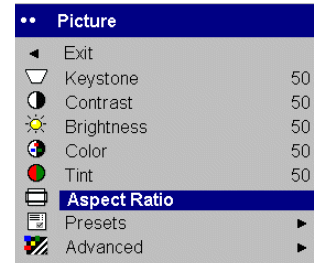 Picture
Exit
Keystone 50
Contrast 50
Brightness 50
Color 50
Tint 50
Aspect Ratio
Presets
Advanced